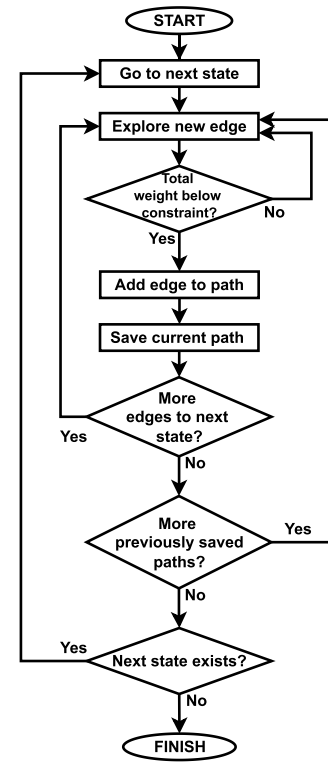 START
Go to next state
Explore new edge
Total
weight below
constraint?
No
Yes
Add edge to path
Save current path
More
edges to next
state?
Yes
No
More
previously saved
paths?
Yes
No
Next state exists?
Yes
No
FINISH